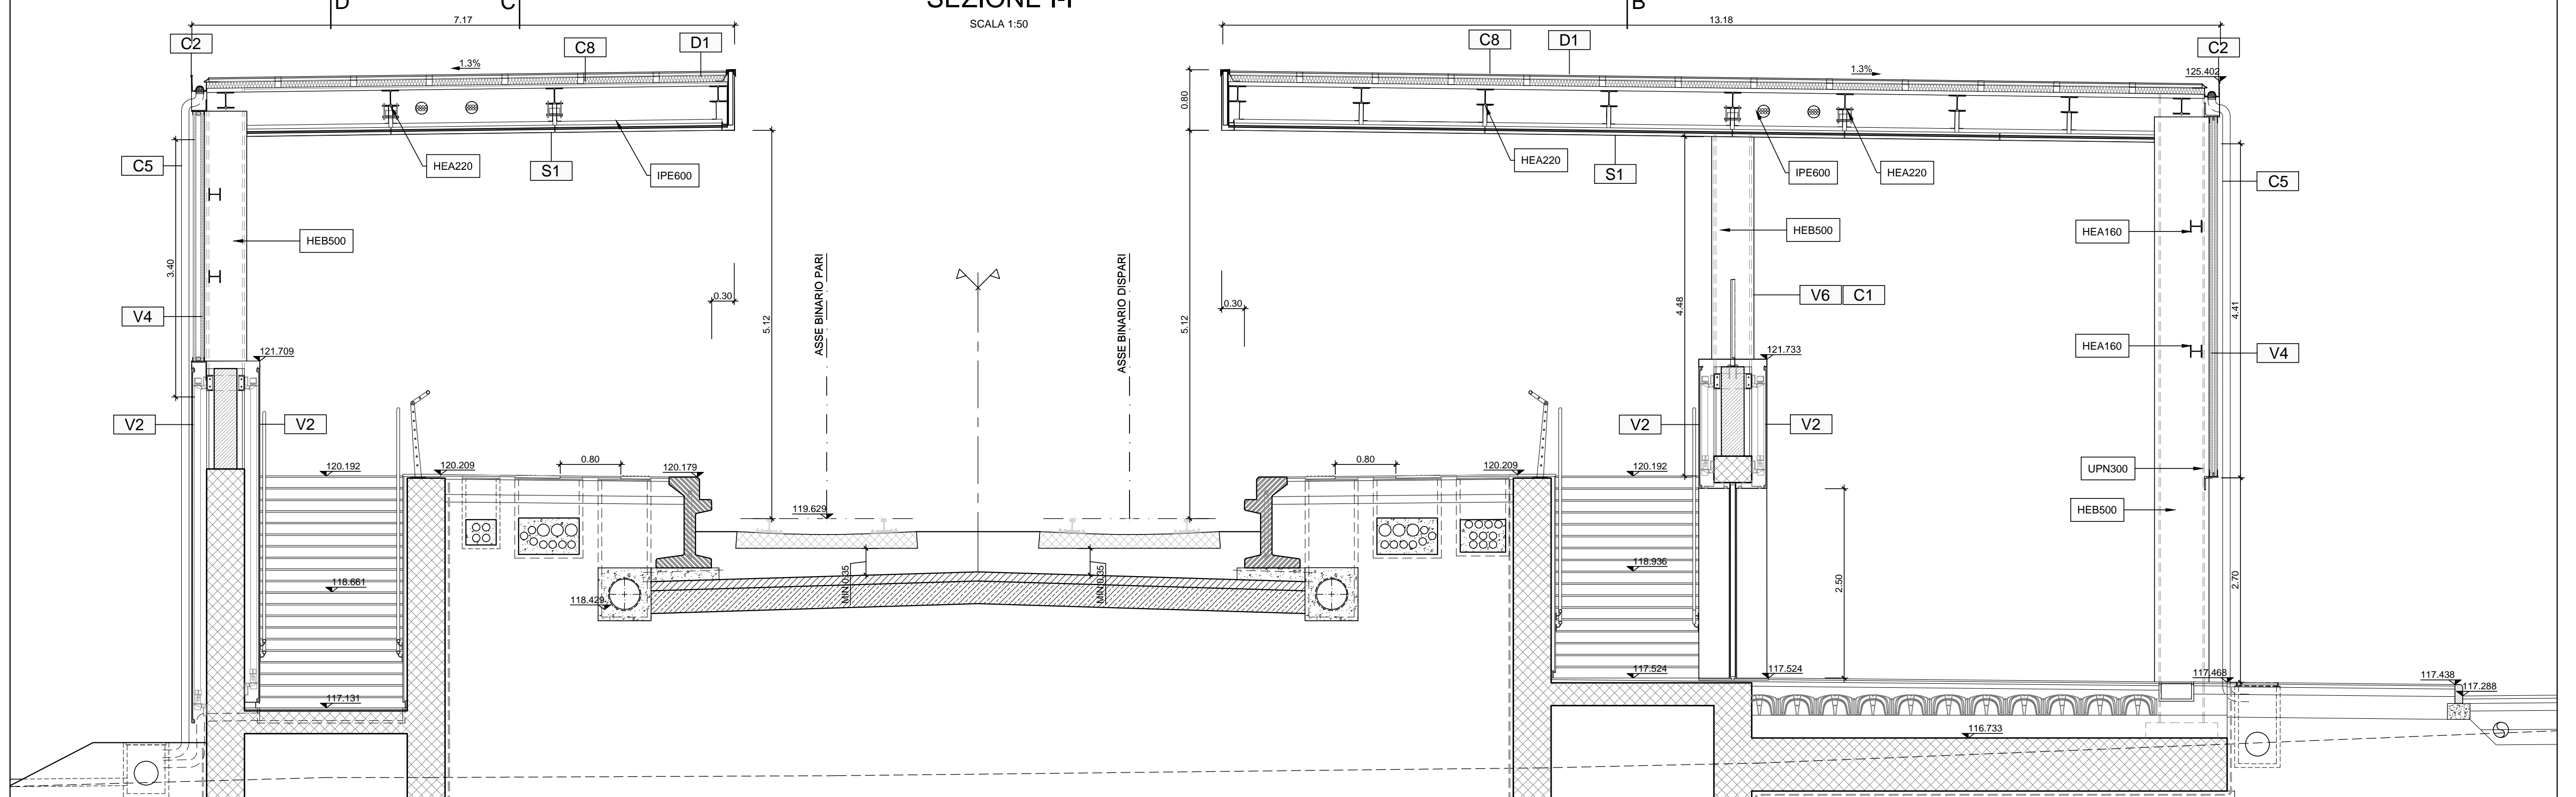 D
C
SEZIONE I-I
SCALA 1:50
B
7.17
13.18
C2
C8
D1
C8
D1
C2
1.3%
1.3%
125.402
0.80
C5
HEA220
S1
IPE600
HEA220
S1
IPE600
HEA220
C5
HEB500
3.40
V4
0.30
5.12
ASSE BINARIO PARI
ASSE BINARIO DISPARI
5.12
0.30
4.48
HEB500
V6
C1
HEA160
HEA160
4.41
V4
121.709
121.733
V2
V2
V2
V2
120.192
120.209
0.80
120.179
119.629
0.80
120.209
120.192
UPN300
HEB500
118.661
118.429
MIN 0.35
MIN 0.35
118.936
2.50
2.70
117.131
117.524
117.524
117.468
117.438
117.288
116.733